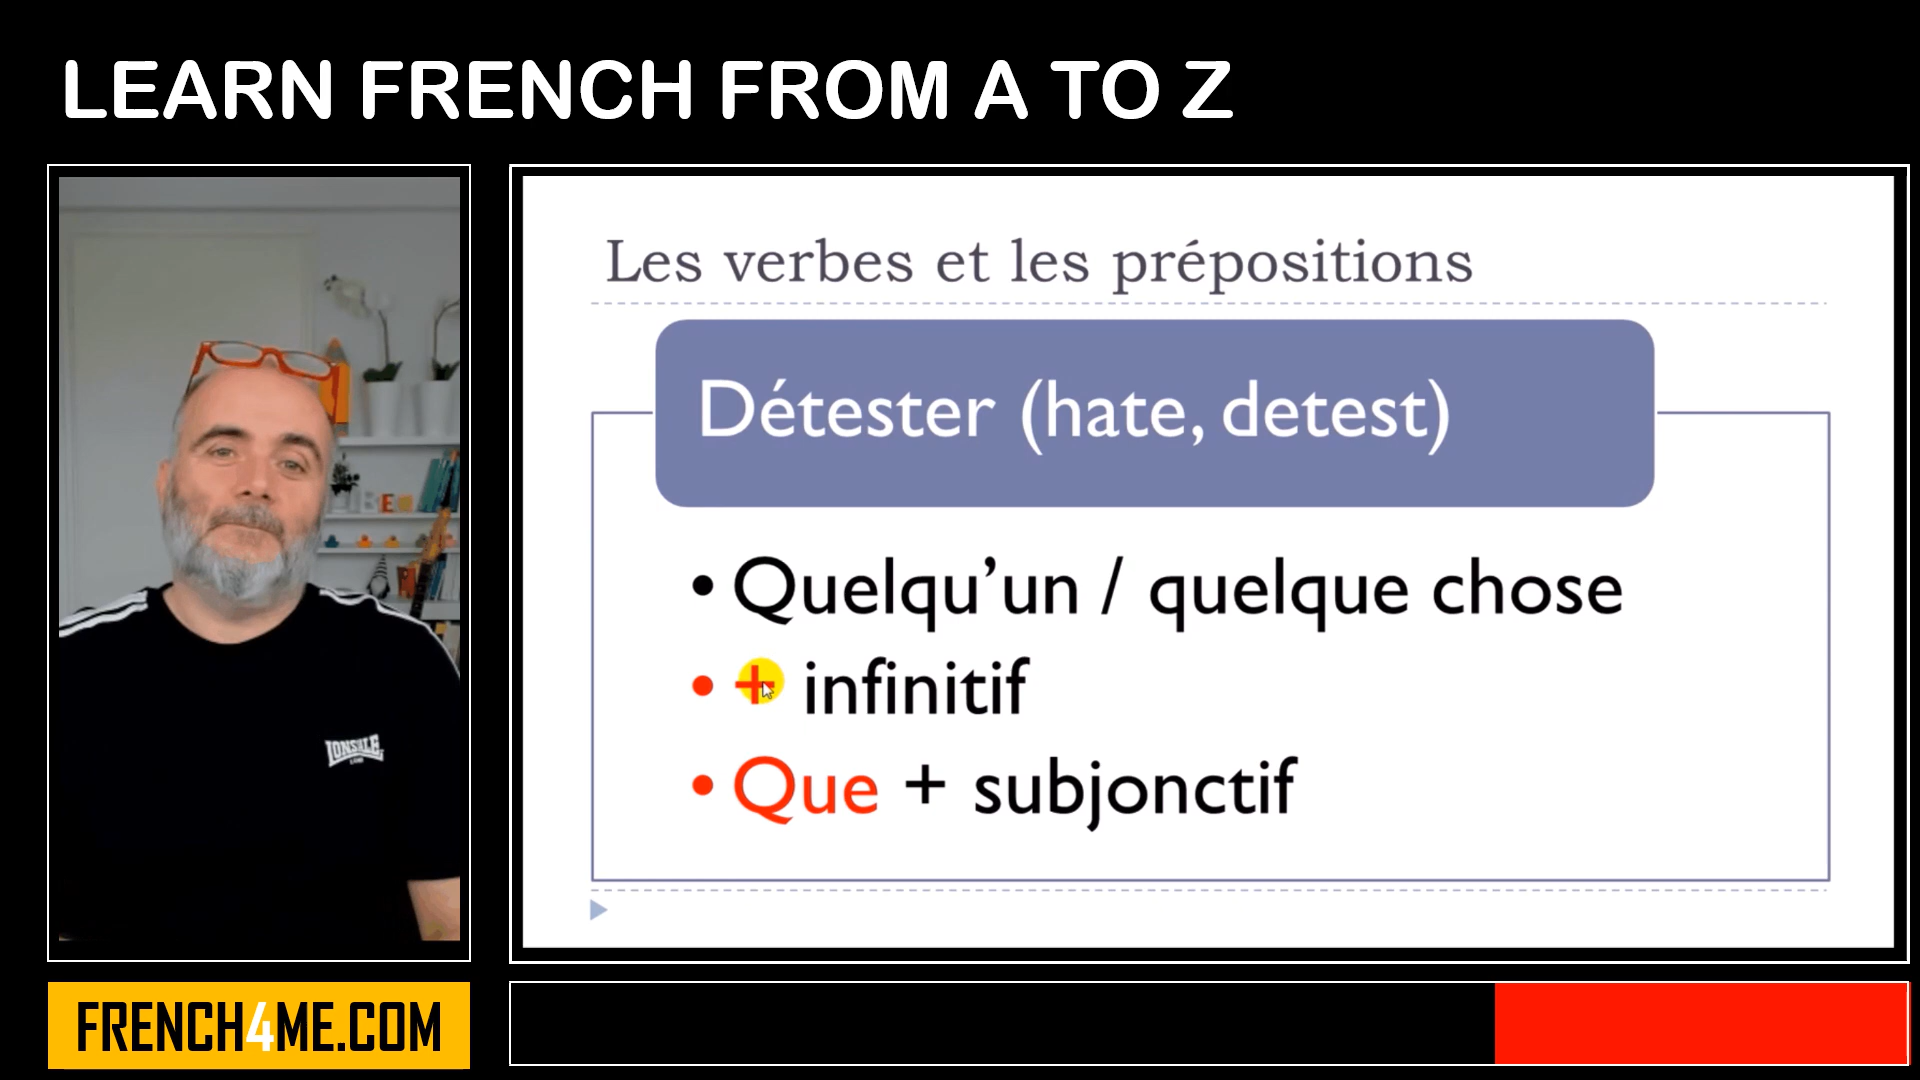 LEARN FRENCH FROM A TO Z
Les verbes et les prépositions
Détester (hate, detest)
• Quelqu’un / quelque chose
• + infinitif
• Que + subjonctif
LONSDALE
FRENCH4ME.COM